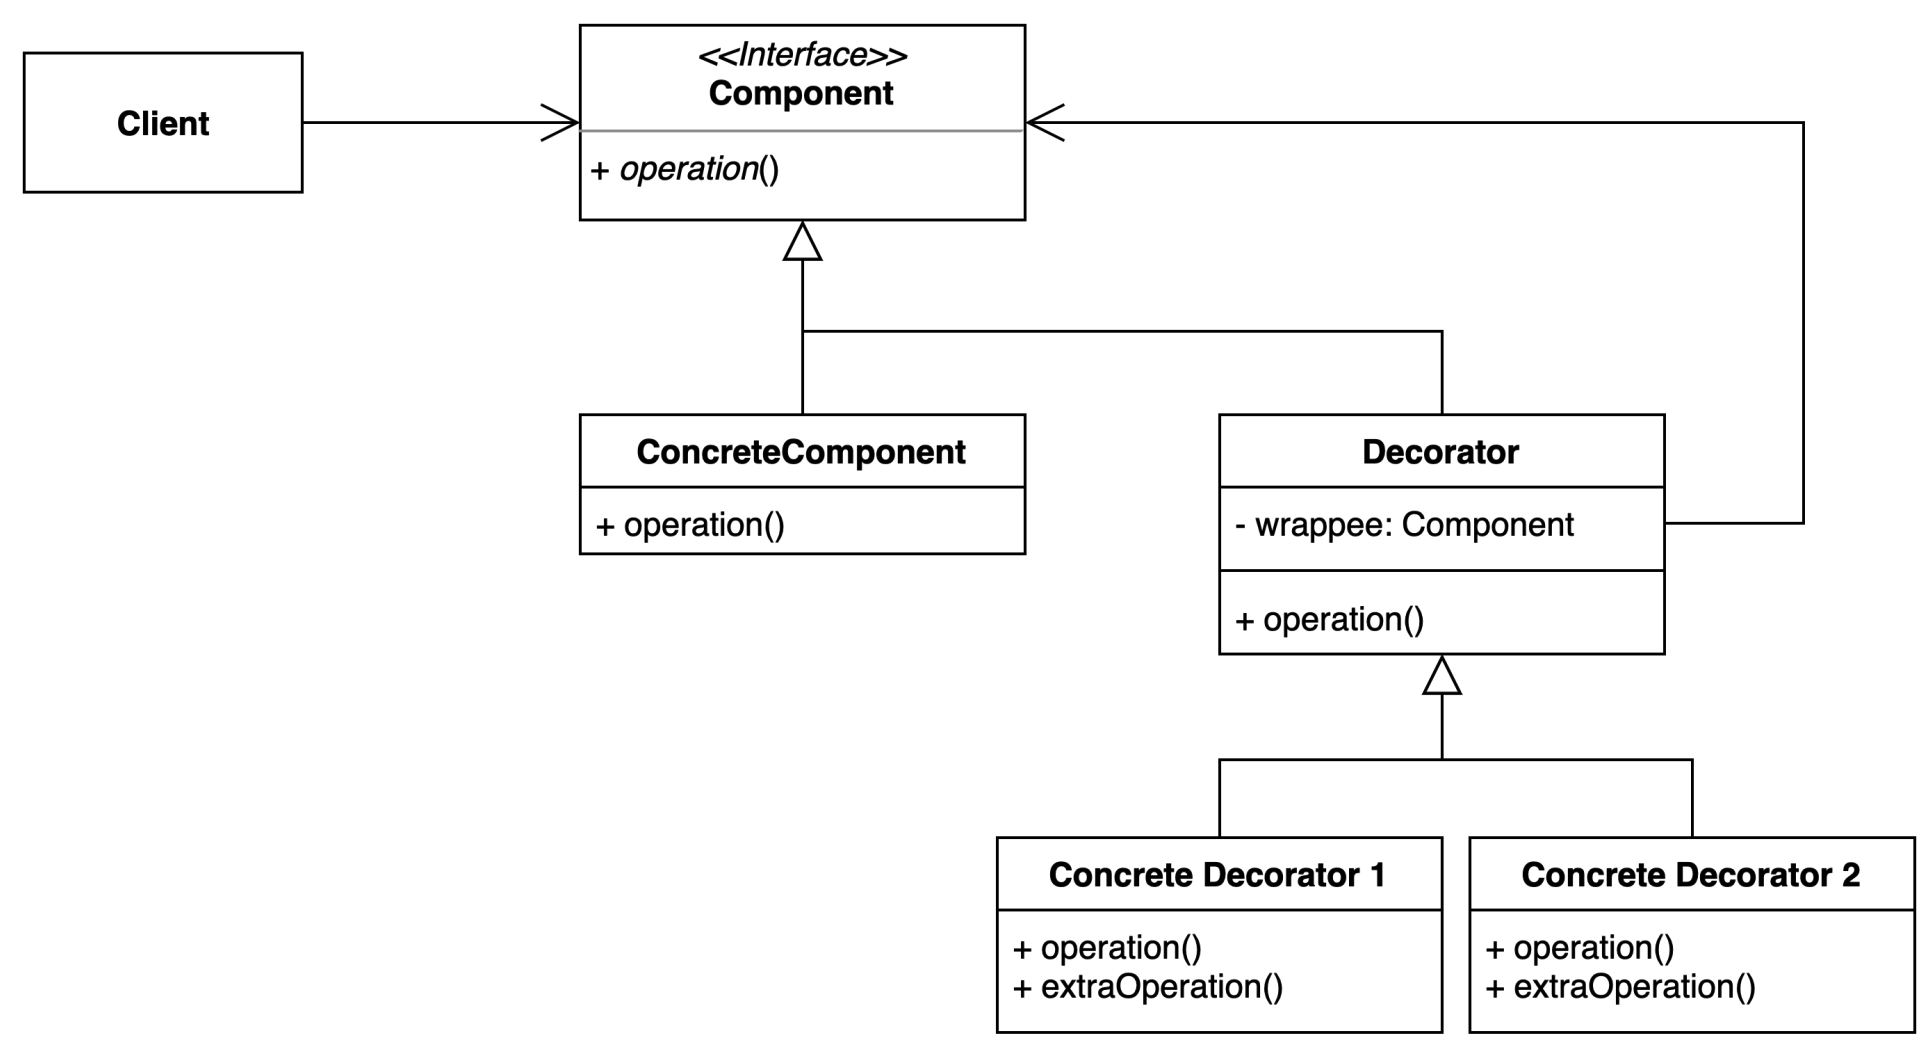 Client
<<Interface>>
Component
+ operation()
ConcreteComponent
+ operation()
Decorator
- wrappee: Component
+ operation()
Concrete Decorator 1
+ operation()
+ extraOperation()
Concrete Decorator 2
+ operation()
+ extraOperation()